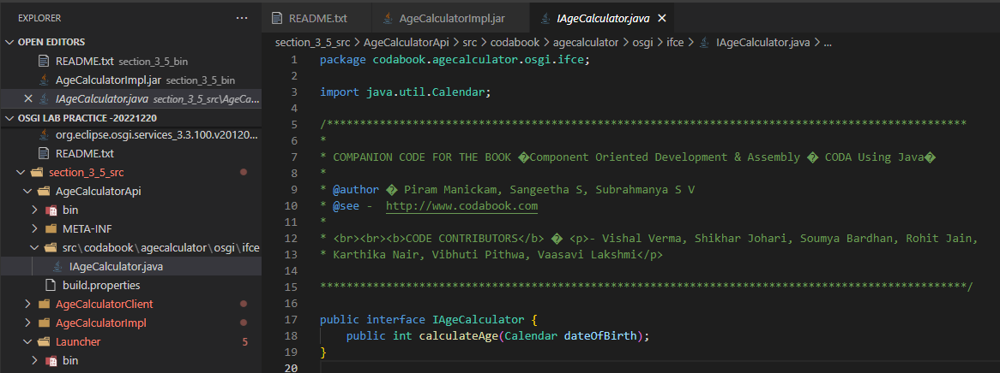 EXPLORER
OPEN EDITORS
README.txt section_3_5_bin
AgeCalculatorImpl.jar section_3_5_bin
IAgeCalculator.java section_3_5_src\AgeCa...
OSGI LAB PRACTICE -20221220
org.eclipse.osgi.services_3.3.100.v20120...
README.txt
section_3_5_src
AgeCalculatorApi
bin
META-INF
src\codabook\agecalculator\osgi\ifce
IAgeCalculator.java
build.properties
AgeCalculatorClient
AgeCalculatorImpl
Launcher 5
bin
README.txt AgeCalculatorImpl.jar IAgeCalculator.java
section_3_5_src > AgeCalculatorApi > src > codabook > agecalculator > osgi > ifce > IAgeCalculator.java > ...
1 package codabook.agecalculator.osgi.ifce;
2
3 import java.util.Calendar;
4
5 /*************************************************************************************************
6 *
7 * COMPANION CODE FOR THE BOOK �Component Oriented Development & Assembly � CODA Using Java�
8 *
9 * @author � Piram Manickam, Sangeetha S, Subrahmanya S V
10 * @see - http://www.codabook.com
11 *
12 * <br><br><b>CODE CONTRIBUTORS</b> � <p>- Vishal Verma, Shikhar Johari, Soumya Bardhan, Rohit Jain,
13 * Karthika Nair, Vibhuti Pithwa, Vaasavi Lakshmi</p>
14
15 **************************************************************************************************/
16
17 public interface IAgeCalculator {
18 public int calculateAge(Calendar dateOfBirth);
19 }
20